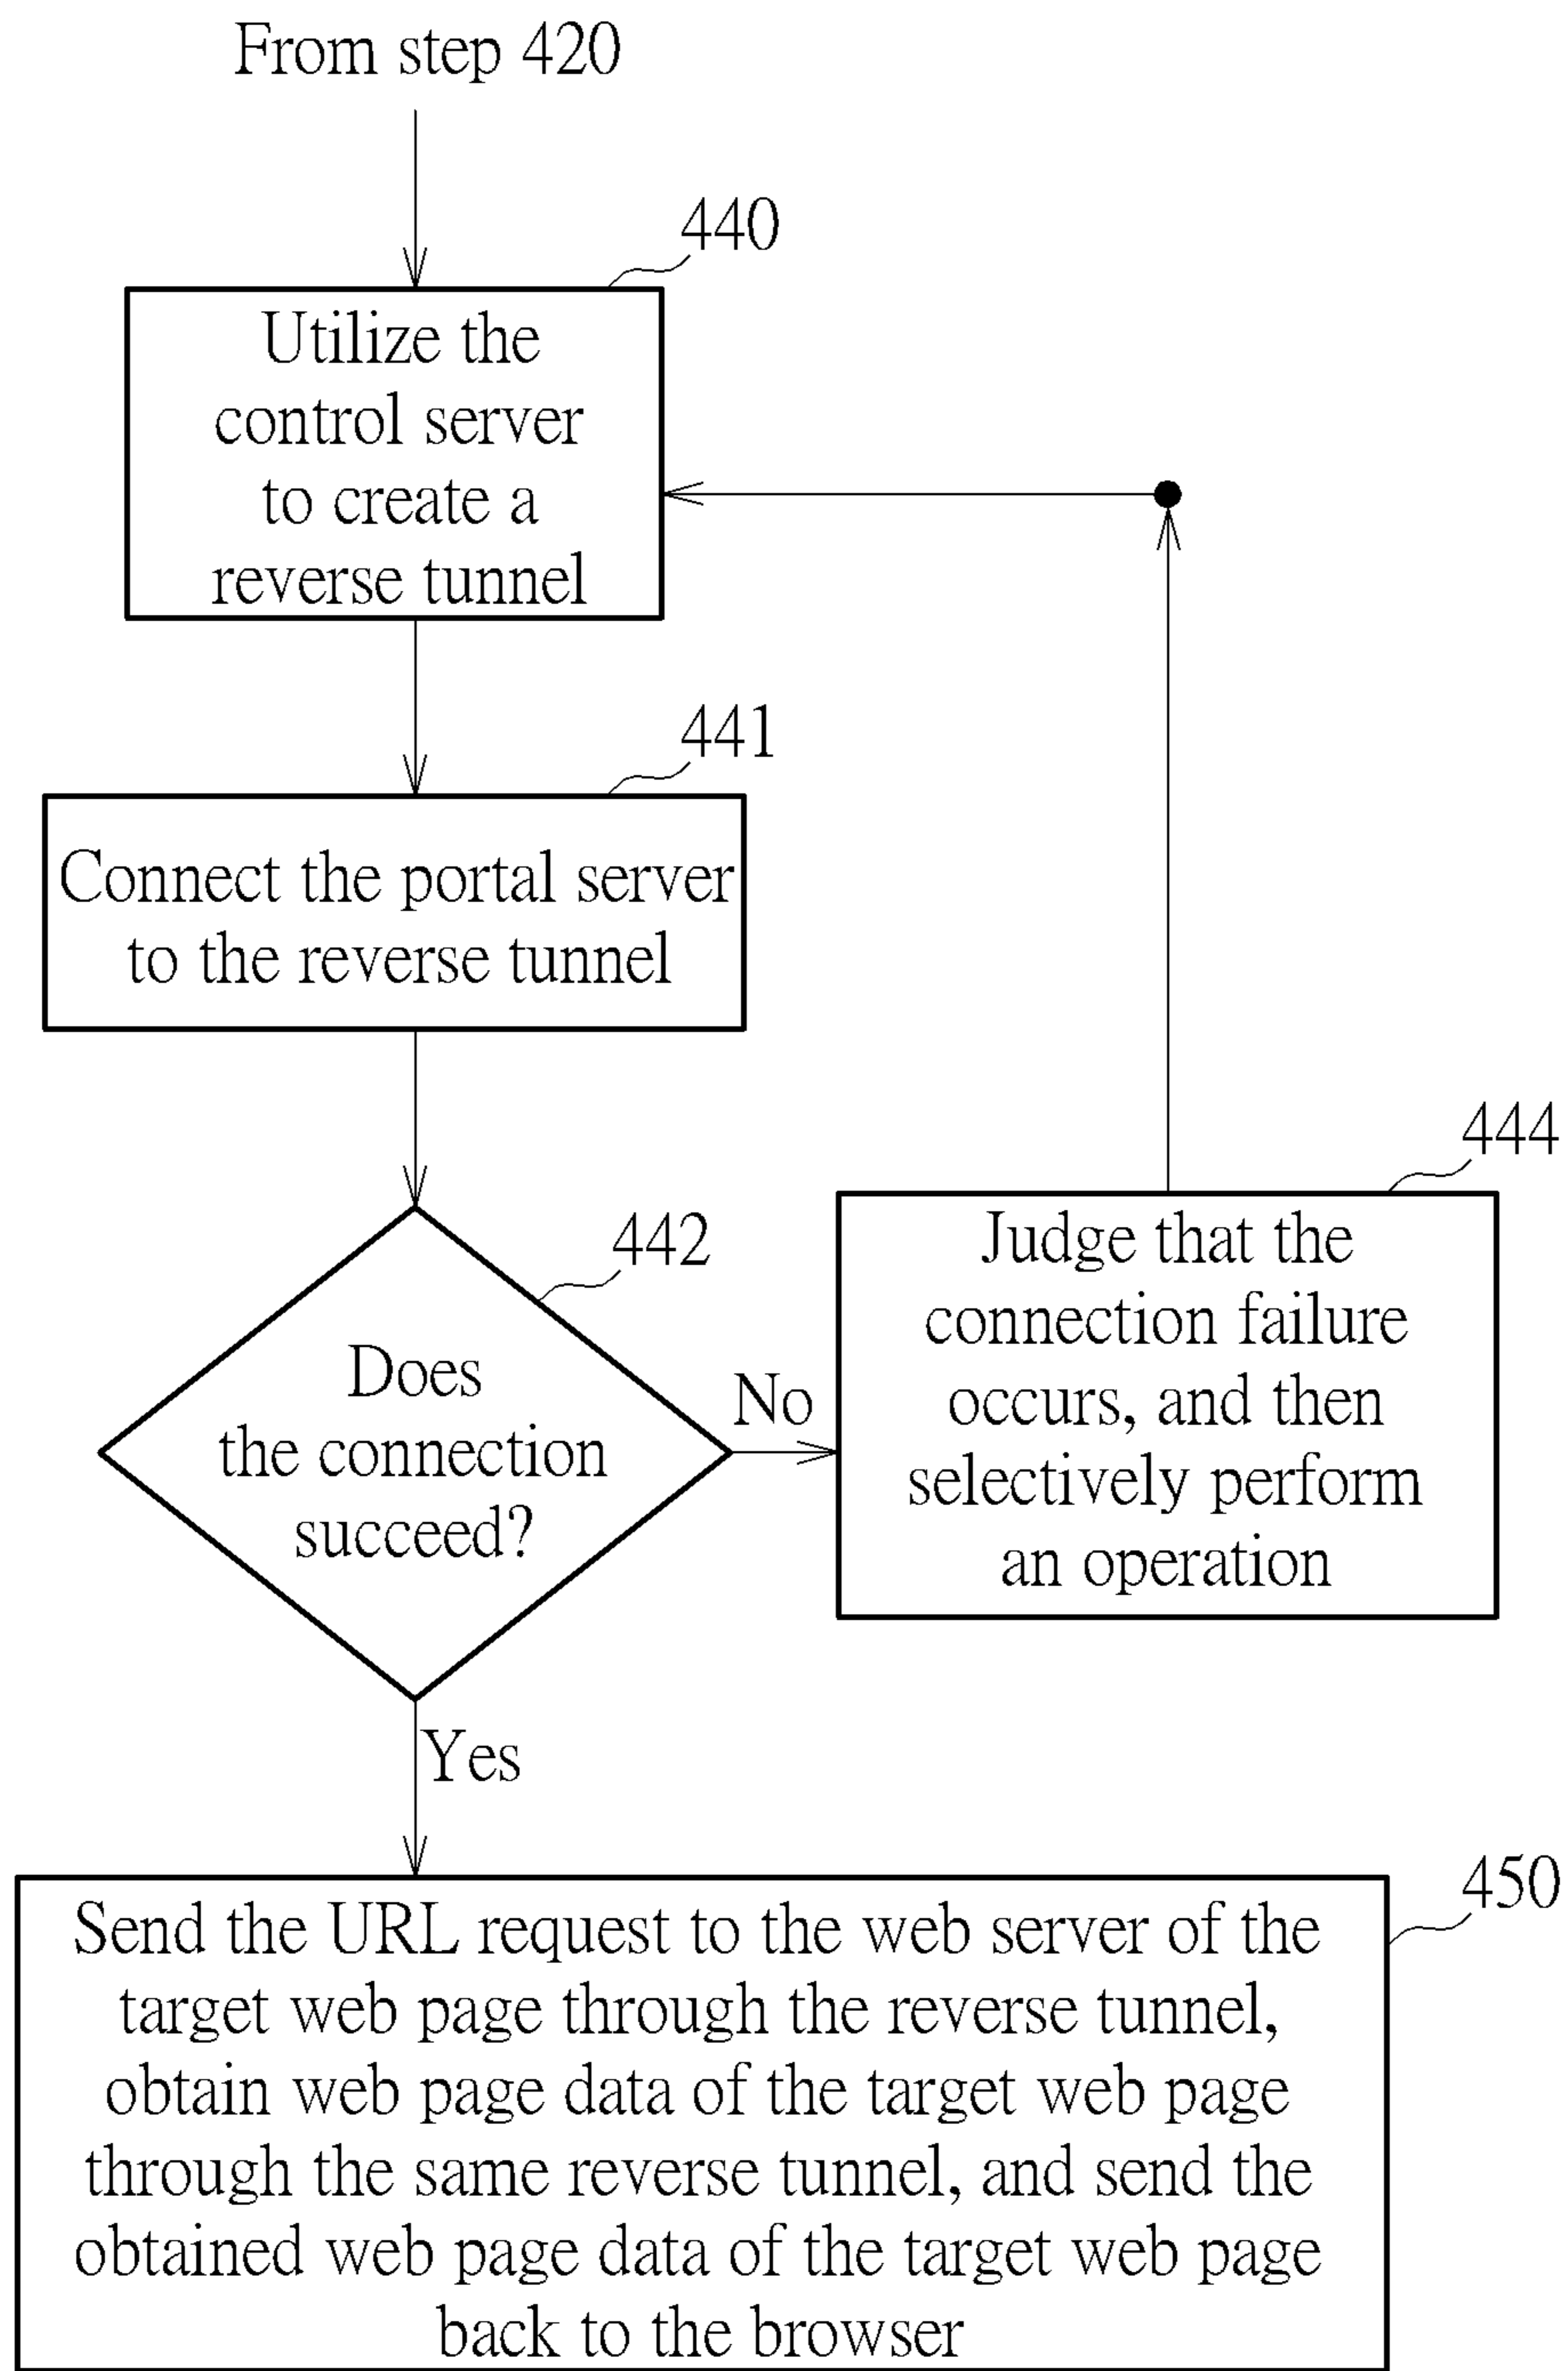 From step 420
440
Utilize the
control server
to create a
reverse tunnel
441
Connect the portal server
to the reverse tunnel
442
Does
the connection
succeed?
No
444
Judge that the
connection failure
occurs, and then
selectively perform
an operation
Yes
450
Send the URL request to the web server of the
target web page through the reverse tunnel,
obtain web page data of the target web page
through the same reverse tunnel, and send the
obtained web page data of the target web page
back to the browser